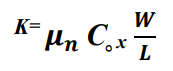 K= μn C∘x W/L